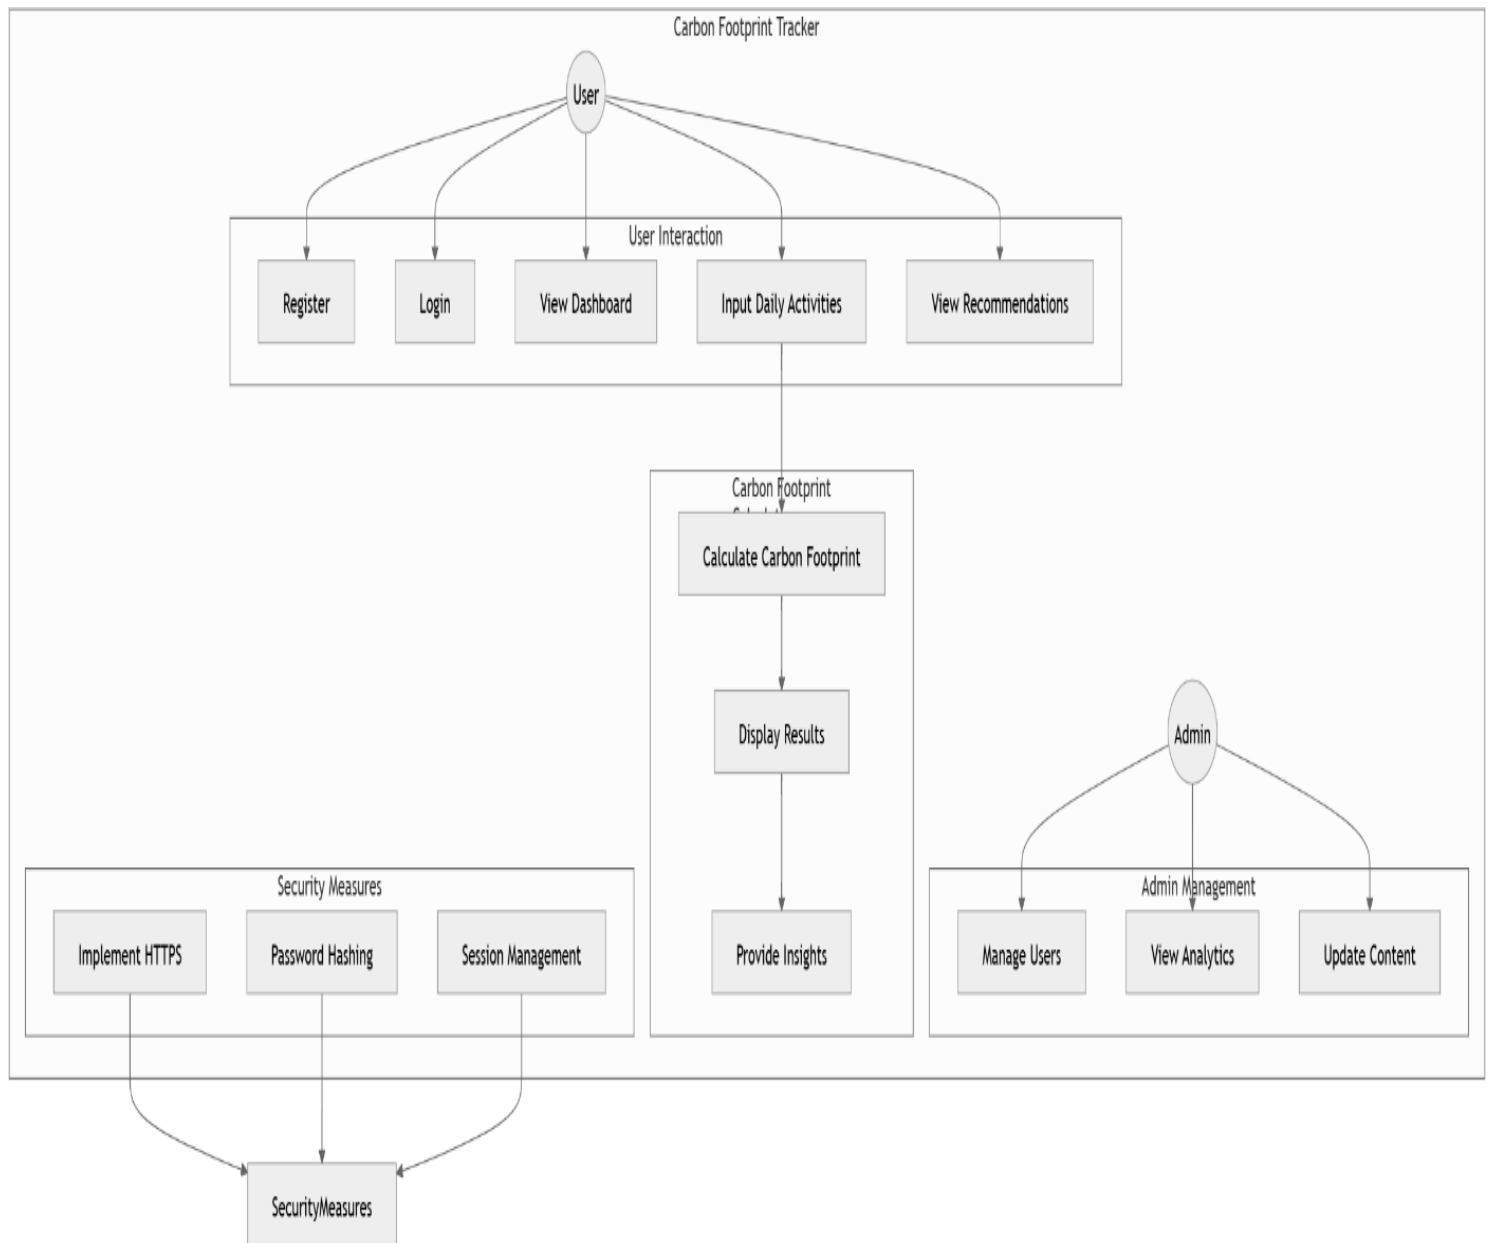 Carbon Footprint Tracker
User
User Interaction
Register
Login
View Dashboard
Input Daily Activities
View Recommendations
Carbon Footprint
Calculate Carbon Footprint
Display Results
Admin
Security Measures
Admin Management
Implement HTTPS
Password Hashing
Session Management
Provide Insights
Manage Users
View Analytics
Update Content
SecurityMeasures